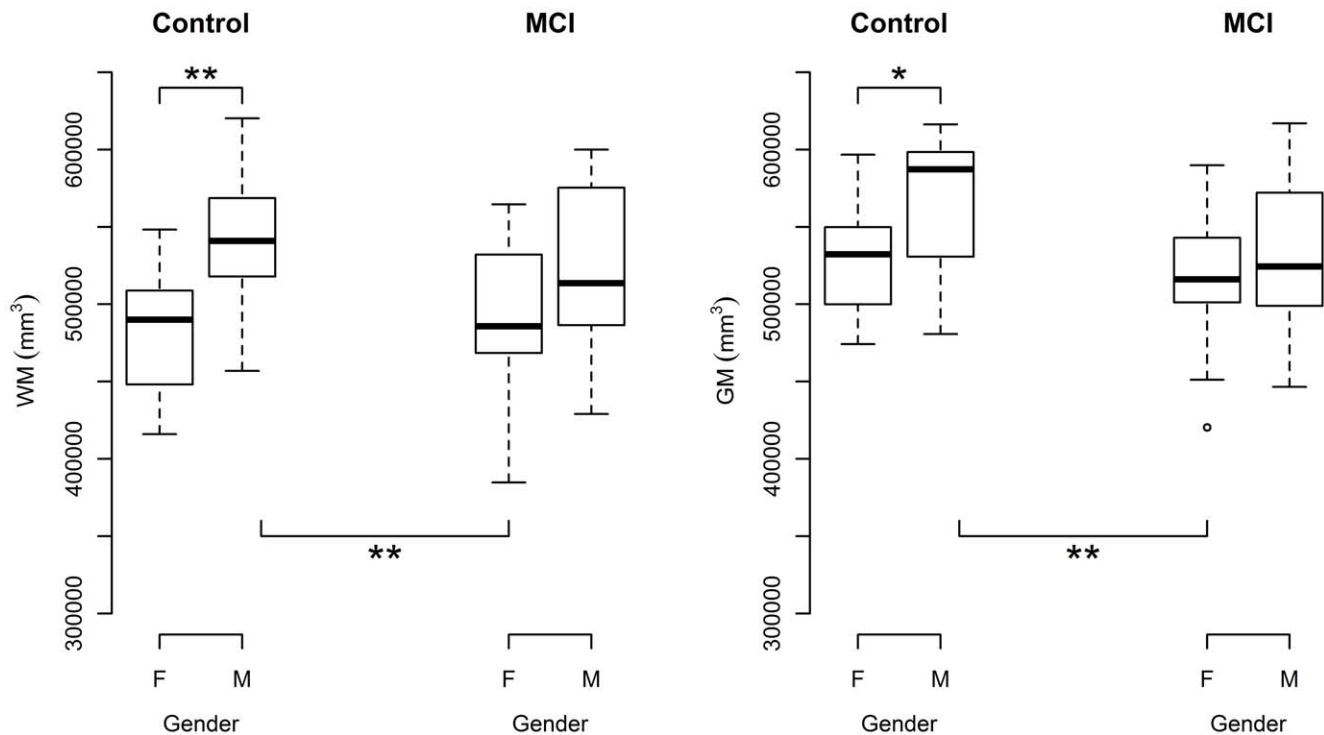 Control MCI
**
600000
500000
400000
300000
WM (mm³)
**
F M F M
Gender Gender
Control MCI
*
600000
500000
400000
300000
GM (mm³)
**
F M F M
Gender Gender